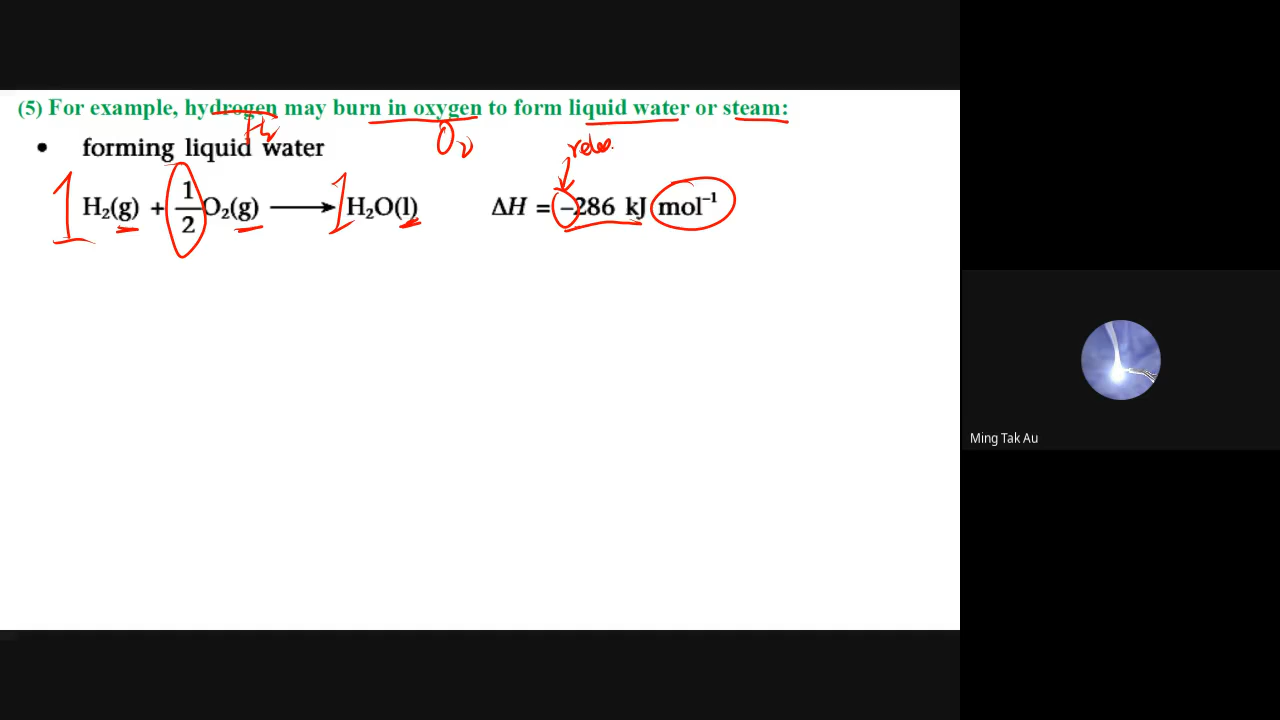 (5) For example, hydrogen may burn in oxygen to form liquid water or steam:
H₂
O₂
• forming liquid water
relea.
1 H₂(g) + 1/2 O₂(g) ⟶ 1 H₂O(l) ΔH = −286 kJ mol⁻¹
Ming Tak Au